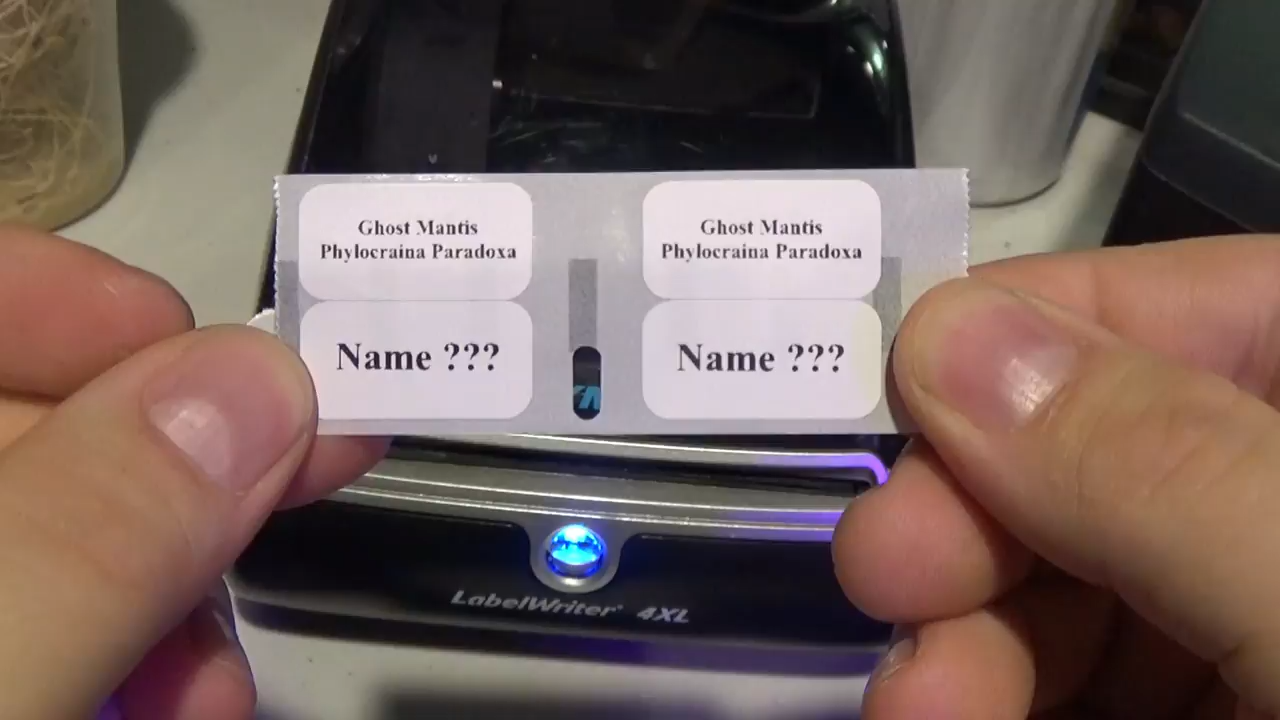 Ghost Mantis
Phylocraina Paradoxa
Ghost Mantis
Phylocraina Paradoxa
Name ???
Name ???
LabelWriter 4XL